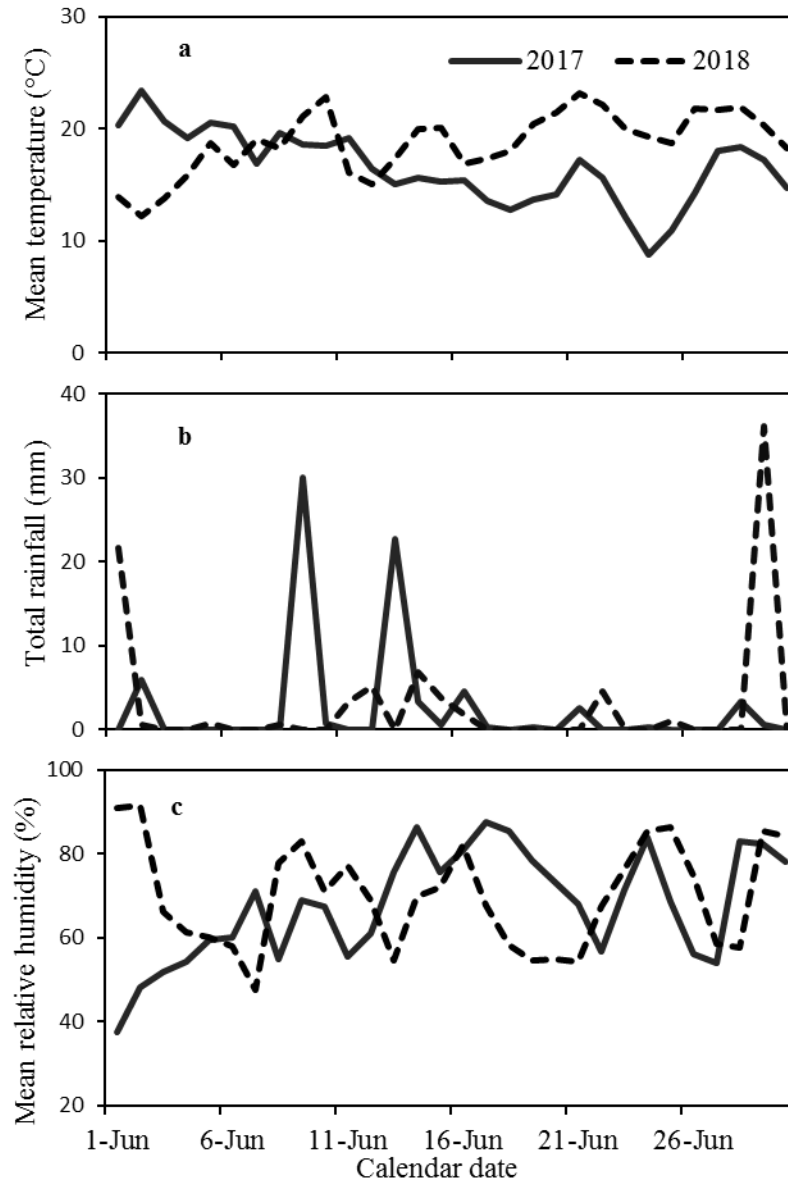 30
a
2017
2018
20
10
0
Mean temperature (°C)
40
b
30
20
10
0
Total rainfall (mm)
100
c
80
60
40
20
Mean relative humidity (%)
1-Jun 6-Jun 11-Jun 16-Jun 21-Jun 26-Jun
Calendar date